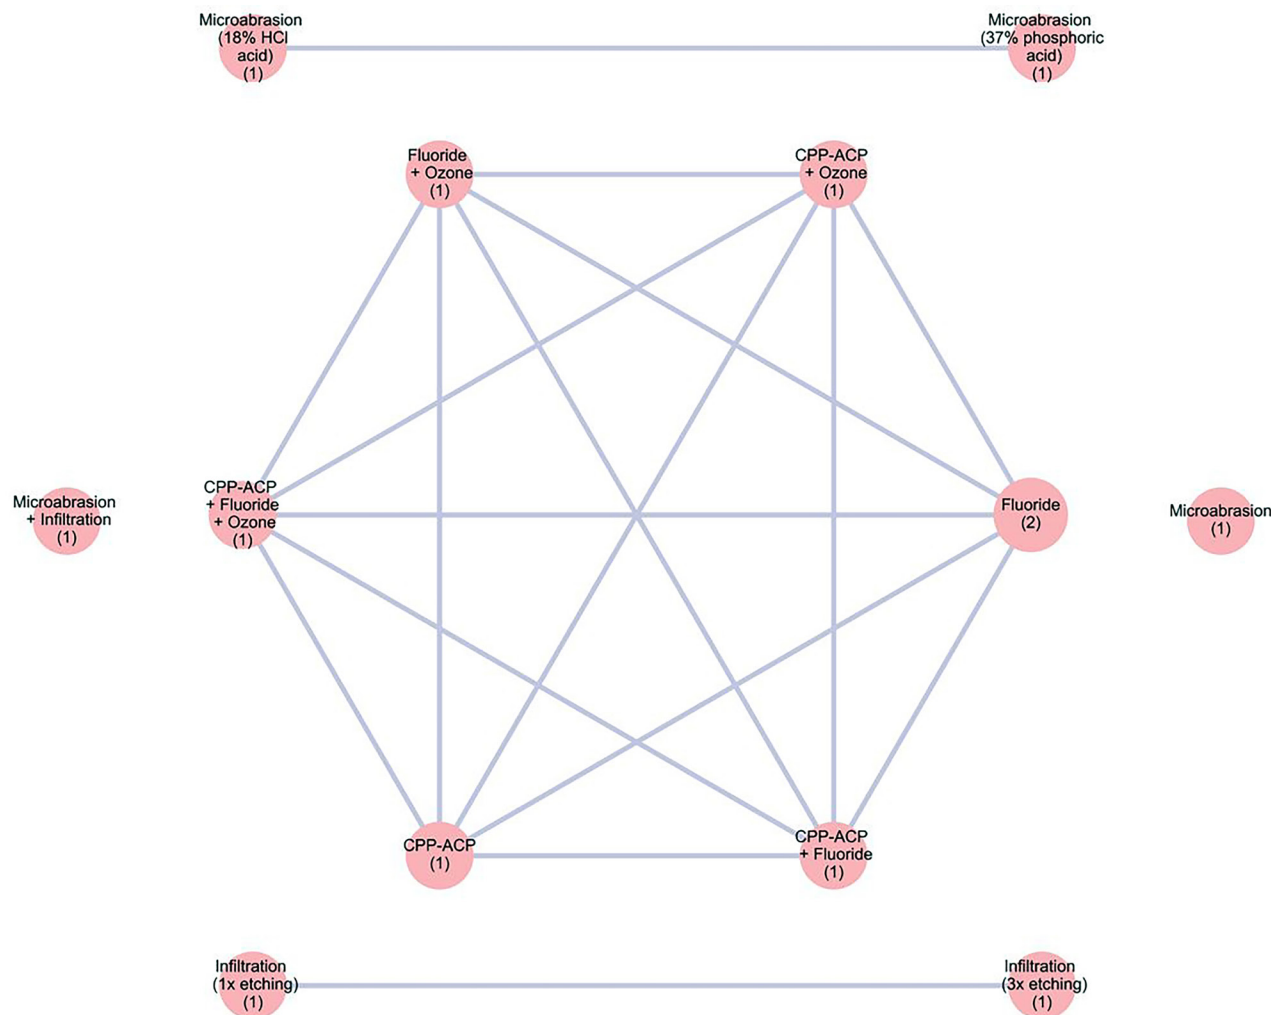 Microabrasion
(18% HCl
acid)
(1)
Microabrasion
(37% phosphoric
acid)
(1)
Fluoride
+ Ozone
(1)
CPP-ACP
+ Ozone
(1)
Microabrasion
+ Infiltration
(1)
CPP-ACP
+ Fluoride
+ Ozone
(1)
Fluoride
(2)
Microabrasion
(1)
CPP-ACP
(1)
CPP-ACP
+ Fluoride
(1)
Infiltration
(1x etching)
(1)
Infiltration
(3x etching)
(1)